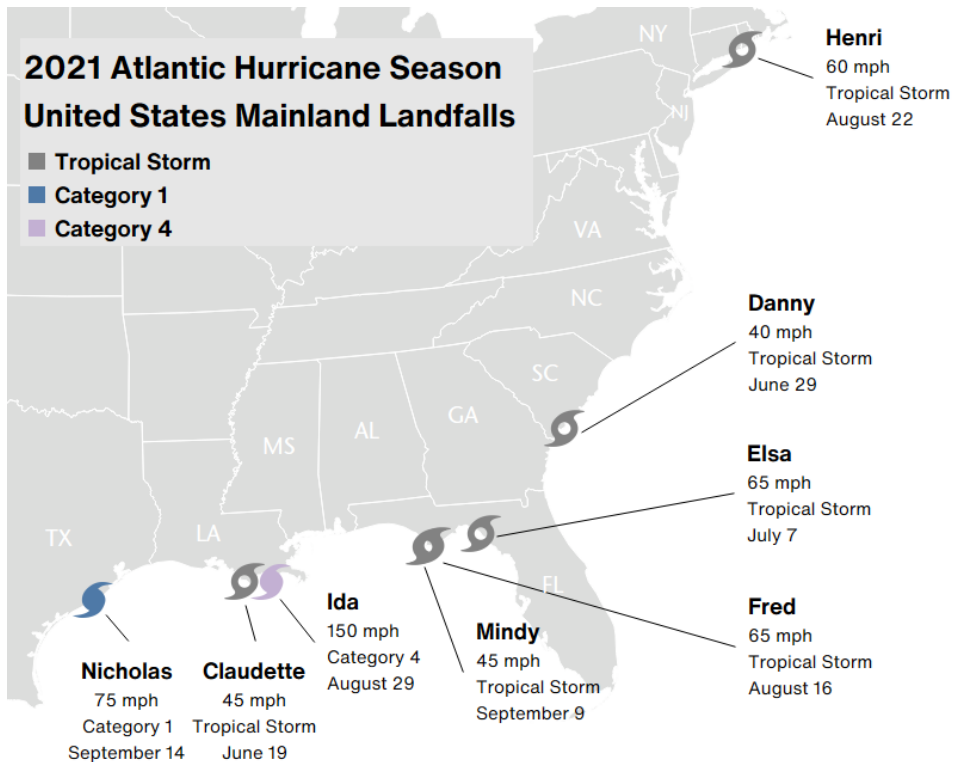 2021 Atlantic Hurricane Season
United States Mainland Landfalls
Tropical Storm
Category 1
Category 4
NY
NJ
VA
NC
SC
GA
AL
MS
LA
TX
FL
Henri
60 mph
Tropical Storm
August 22
Danny
40 mph
Tropical Storm
June 29
Elsa
65 mph
Tropical Storm
July 7
Fred
65 mph
Tropical Storm
August 16
Mindy
45 mph
Tropical Storm
September 9
Ida
150 mph
Category 4
August 29
Claudette
45 mph
Tropical Storm
June 19
Nicholas
75 mph
Category 1
September 14